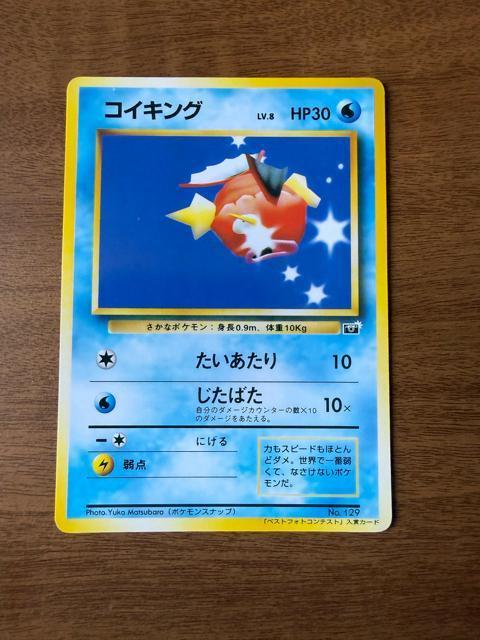 コイキング LV.8 HP30
さかなポケモン：身長0.9m、体重10Kg
たいあたり 10
じたばた 10×
自分のダメージカウンターの数×10
のダメージをあたえる。
にげる
弱点
力もスピードもほとん
どダメ。世界で一番弱
くて、なさけないポケ
モンだ。
Photo.Yuko Matsubara（ポケモンスナップ） No. 129
「ベストフォトコンテスト」入賞カード